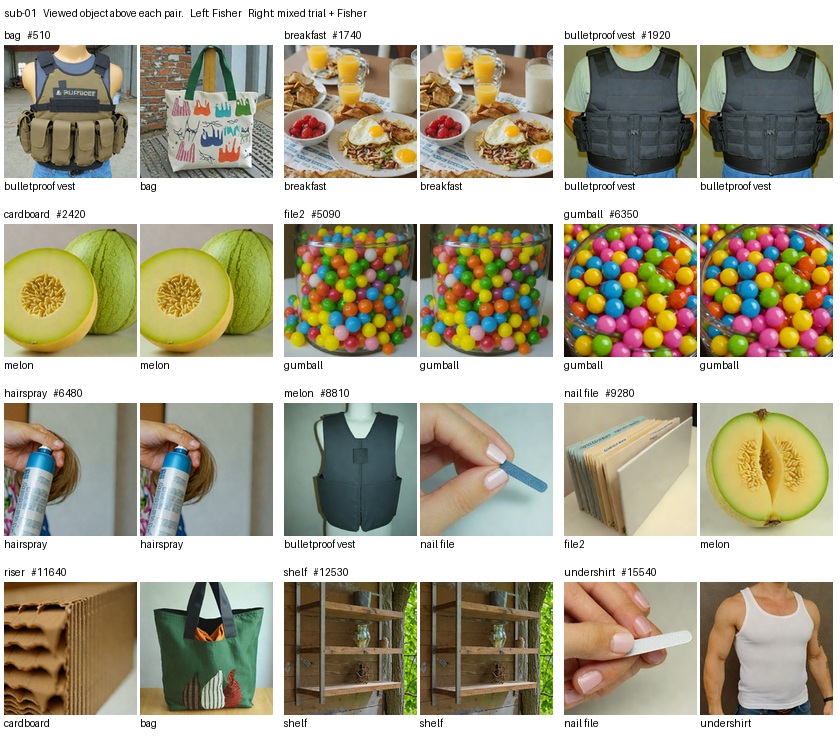 sub-01 Viewed object above each pair. Left Fisher Right: mixed trial + Fisher
bag #510
breakfast #1740
bulletproof vest #1920
bulletproof vest
bag
breakfast
breakfast
bulletproof vest
bulletproof vest
cardboard #2420
file2 #5090
gumball #6350
melon
melon
gumball
gumball
gumball
gumball
hairspray #6480
melon #8810
nail file #9280
hairspray
hairspray
bulletproof vest
nail file
file2
melon
riser #11640
shelf #12530
undershirt #15540
cardboard
bag
shelf
shelf
nail file
undershirt